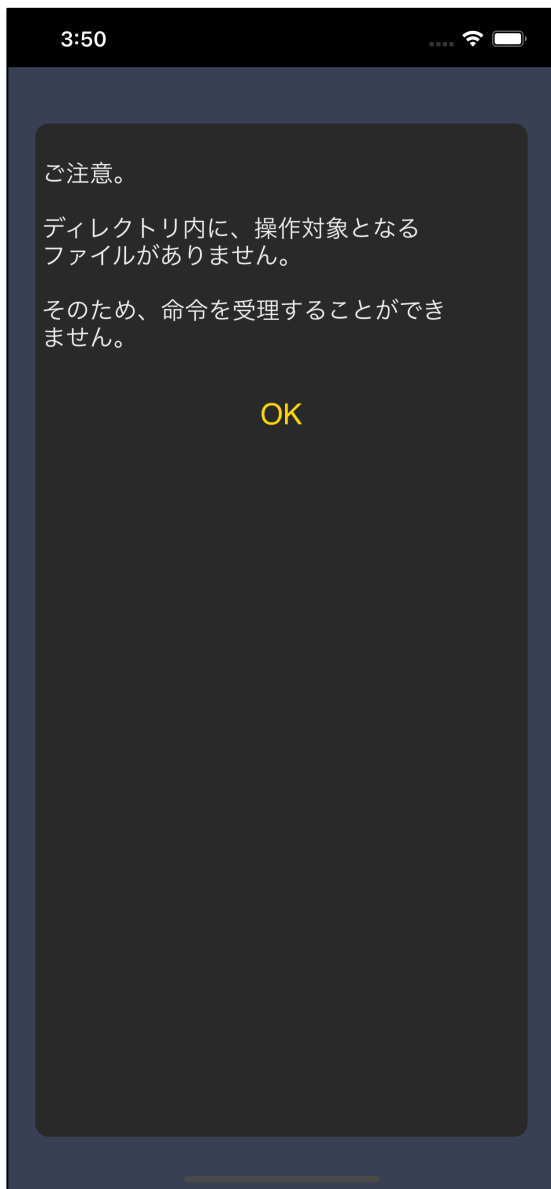 3:50
ご注意。
ディレクトリ内に、操作対象となる
ファイルがありません。
そのため、命令を受理することができ
ません。
OK